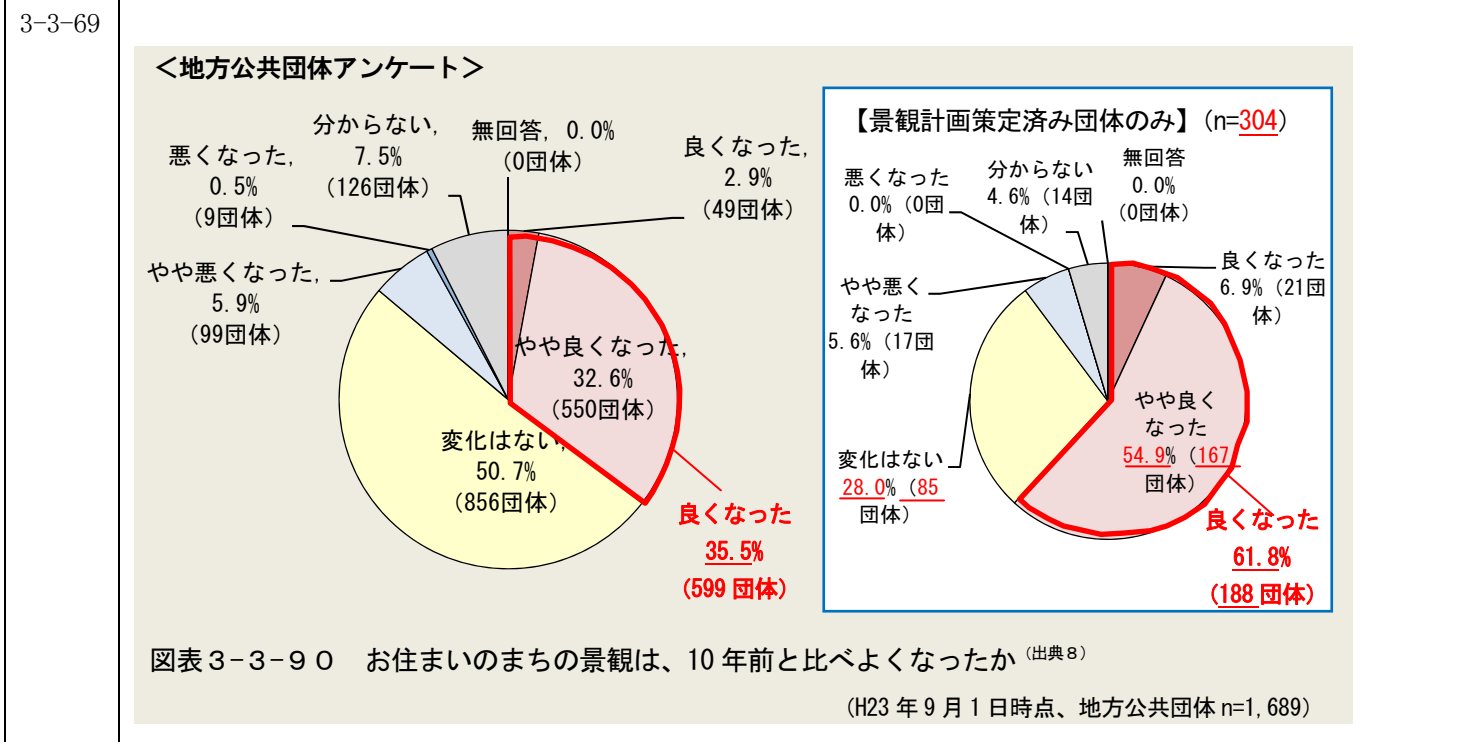 3-3-69
＜地方公共団体アンケート＞
分からない,
7.5%
（126団体）
無回答, 0.0%
（0団体）
良くなった,
2.9%
（49団体）
悪くなった,
0.5%
（9団体）
やや悪くなった,
5.9%
（99団体）
やや良くなった,
32.6%
（550団体）
変化はない,
50.7%
（856団体）
良くなった
35.5%
（599 団体）
【景観計画策定済み団体のみ】（n=304）
無回答
0.0%
（0団体）
分からない
4.6%（14団
体）
悪くなった
0.0%（0団
体）
良くなった
6.9%（21団
体）
やや悪く
なった
5.6%（17団
体）
やや良く
なった
54.9%（167
団体）
変化はない
28.0%（85
団体）
良くなった
61.8%
（188 団体）
図表３-３-９０　お住まいのまちの景観は、10 年前と比べよくなったか（出典８）
（H23 年 9 月 1 日時点、地方公共団体 n=1,689）